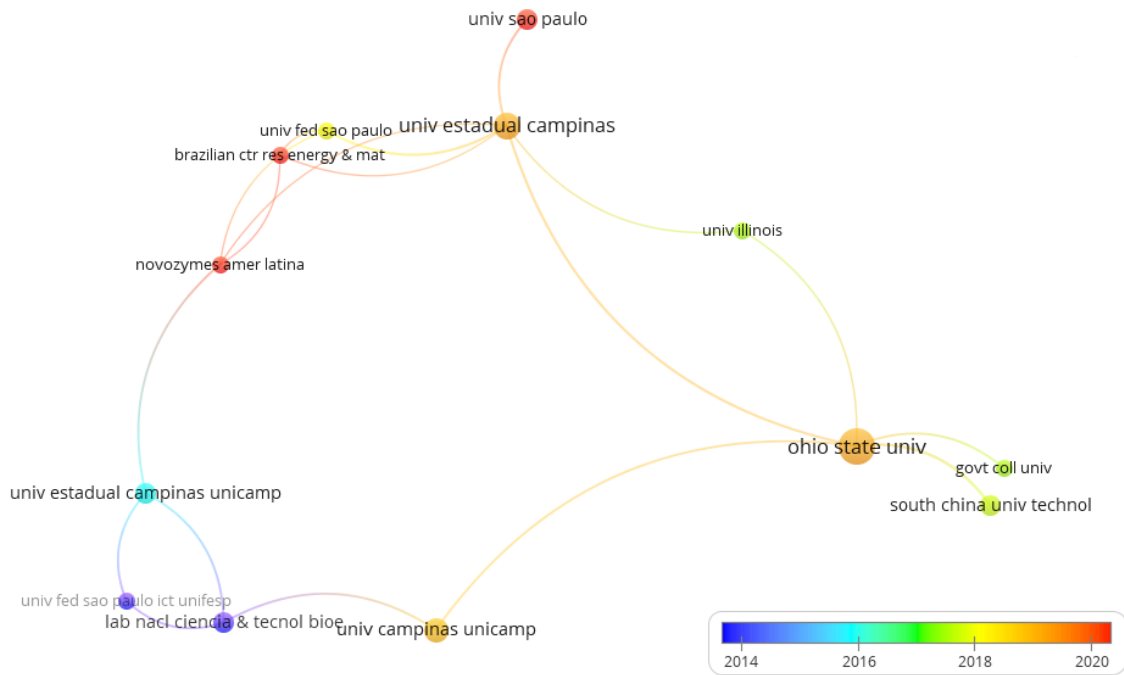 univ sao paulo
univ estadual campinas
univ fed sao paulo
brazilian ctr res energy & mat
univ illinois
novozymes amer latina
ohio state univ
govt coll univ
univ estadual campinas unicamp
south china univ technol
univ fed sao paulo ict unifesp
lab nacl ciencia & tecnol bioe
univ campinas unicamp
2014 2016 2018 2020